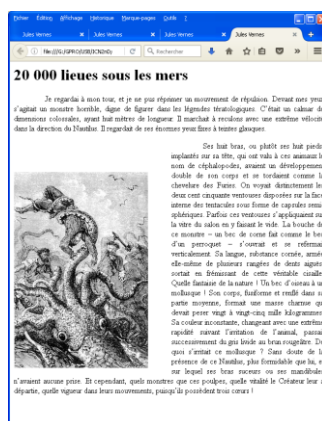 Fichier Édition Affichage Historique Marque-pages Outils ?
Jules Vernes × Jules Vernes × Jules Vernes × Jules Vernes × +
Rechercher
20 000 lieues sous les mers
Je regardai à mon tour, et je ne pus réprimer un mouvement de répulsion. Devant mes yeux
s'agitait un monstre horrible, digne de figurer dans les légendes tératologiques. C'était un calmar de
dimensions colossales, ayant huit mètres de longueur. Il marchait à reculons avec une extrême vélocité
dans la direction du Nautilus. Il regardait de ses énormes yeux fixes à teintes glauques.
Ses huit bras, ou plutôt ses huit pieds
implantés sur sa tête, qui ont valu à ces animaux le
nom de céphalopodes, avaient un développement
double de son corps et se tordaient comme la
chevelure des Furies. On voyait distinctement les
deux cent cinquante ventouses disposées sur la face
interne des tentacules sous forme de capsules semi-
sphériques. Parfois ces ventouses s'appliquaient sur
la vitre du salon en y faisant le vide. La bouche de
ce monstre – un bec de corne fait comme le bec
d'un perroquet – s'ouvrait et se refermait
verticalement. Sa langue, substance cornée, armée
elle-même de plusieurs rangées de dents aiguës,
sortait en frémissant de cette véritable cisaille.
Quelle fantaisie de la nature ! Un bec d'oiseau à un
mollusque ! Son corps, fusiforme et renflé dans sa
partie moyenne, formait une masse charnue qui
devait peser vingt à vingt-cinq mille kilogrammes.
Sa couleur inconstante, changeant avec une extrême
rapidité suivant l'irritation de l'animal, passait
successivement du gris livide au brun rougeâtre. De
quoi s'irritait ce mollusque ? Sans doute de la
présence de ce Nautilus, plus formidable que lui, et
sur lequel ses bras suceurs ou ses mandibules
n'avaient aucune prise. Et cependant, quels monstres que ces poulpes, quelle vitalité le Créateur leur a
départie, quelle vigueur dans leurs mouvements, puisqu'ils possèdent trois cœurs !